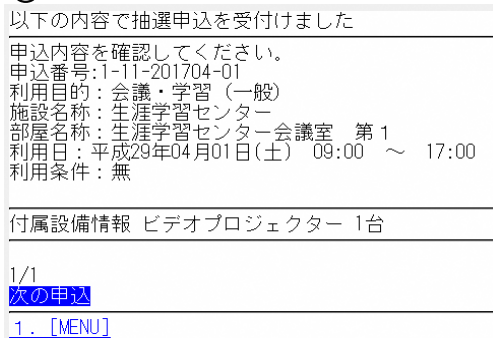 以下の内容で抽選申込を受付けました
申込内容を確認してください。
申込番号:1-11-201704-01
利用目的：会議・学習（一般）
施設名称：生涯学習センター
部屋名称：生涯学習センター会議室　第１
利用日：平成29年04月01日(土)　09:00　～　17:00
利用条件：無
付属設備情報 ビデオプロジェクター 1台
1/1
次の申込
１．[MENU]